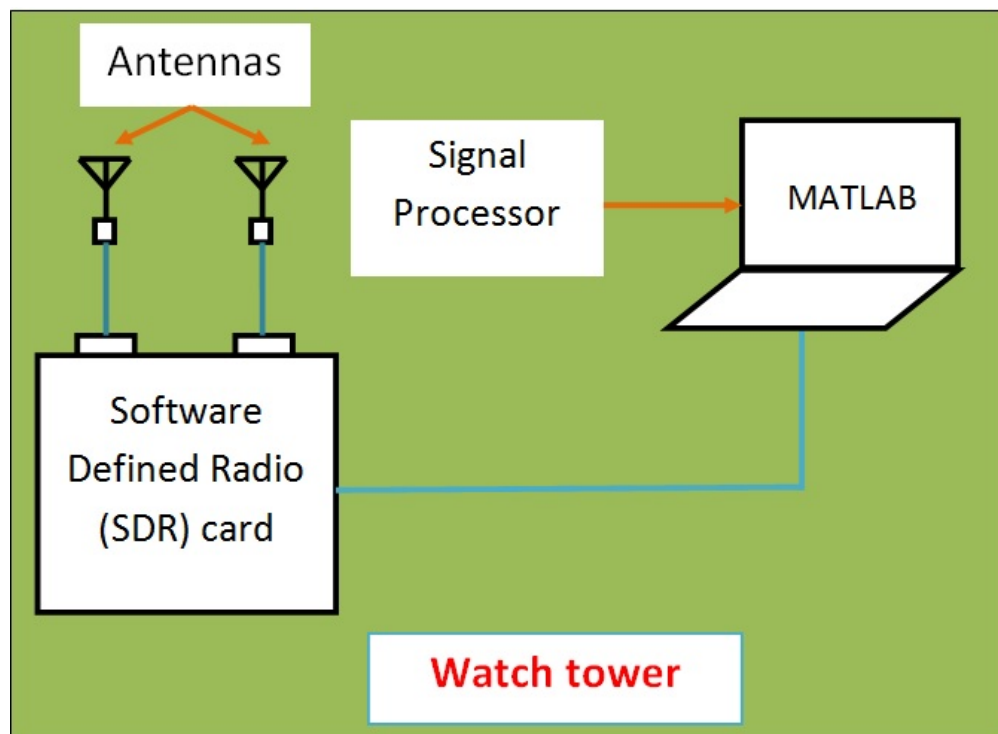 Antennas
Signal
Processor
MATLAB
Software
Defined Radio
(SDR) card
Watch tower